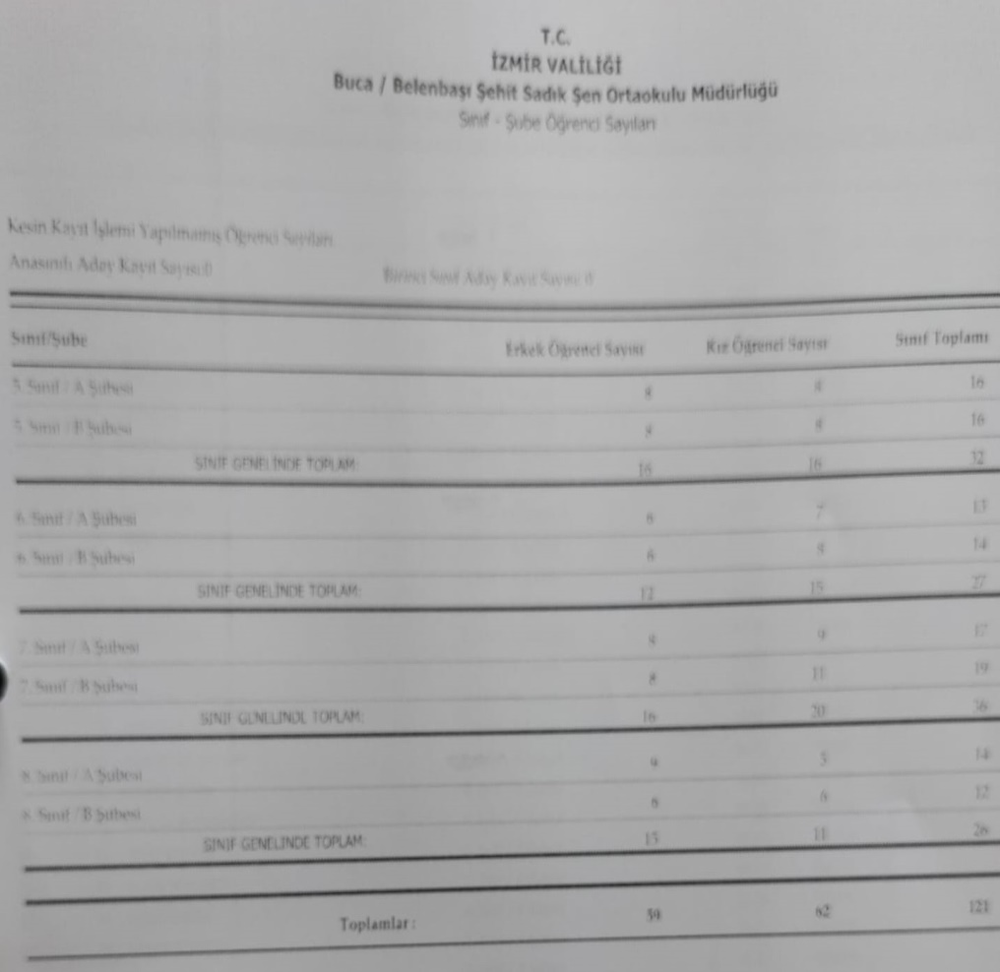 T.C.
İZMİR VALİLİĞİ
Buca / Belenbaşı Şehit Sadık Şen Ortaokulu Müdürlüğü
Sınıf - Şube Öğrenci Sayıları
Kesin Kayıt İşlemi Yapılmamış Öğrenci Sayıları
Anasınıfı Aday Kayıt Sayısı:0 Birinci Sınıf Aday Kayıt Sayısı: 0
Sınıf/Şube Erkek Öğrenci Sayısı Kız Öğrenci Sayısı Sınıf Toplamı
5. Sınıf / A Şubesi 8 8 16
5. Sınıf / B Şubesi 8 8 16
SINIF GENELİNDE TOPLAM: 16 16 32
6. Sınıf / A Şubesi 6 7 13
6. Sınıf / B Şubesi 6 8 14
SINIF GENELİNDE TOPLAM: 12 15 27
7. Sınıf / A Şubesi 8 9 17
7. Sınıf / B Şubesi 8 11 19
SINIF GENELİNDE TOPLAM: 16 20 36
8. Sınıf / A Şubesi 9 5 14
8. Sınıf / B Şubesi 6 6 12
SINIF GENELİNDE TOPLAM: 15 11 26
Toplamlar : 59 62 121